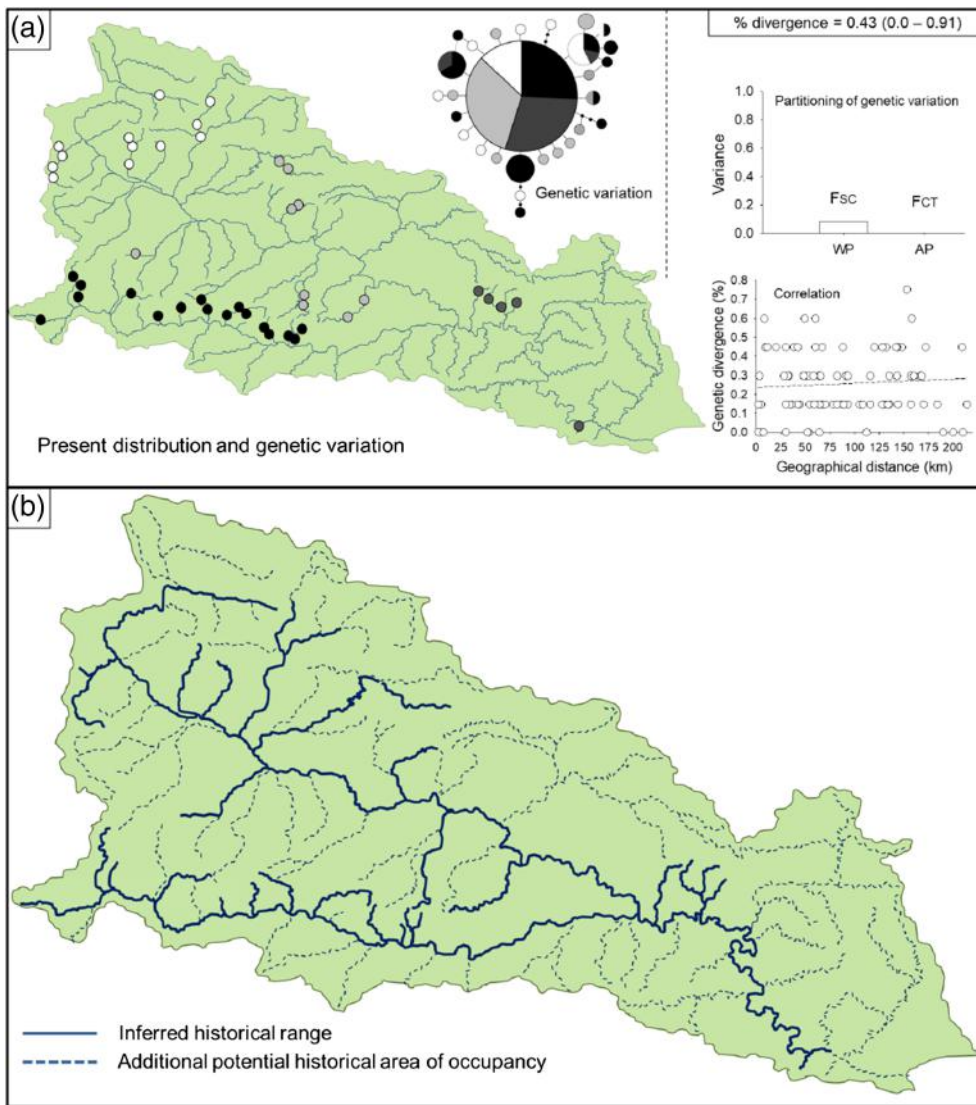 (a)
% divergence = 0.43 (0.0 – 0.91)
Genetic variation
Partitioning of genetic variation
Variance
1.0
0.8
0.6
0.4
0.2
0.0
FSC
FCT
WP
AP
Correlation
Genetic divergence (%)
0.8
0.7
0.6
0.5
0.4
0.3
0.2
0.1
0.0
0 25 50 75 100 125 150 175 200
Geographical distance (km)
Present distribution and genetic variation
(b)
Inferred historical range
Additional potential historical area of occupancy